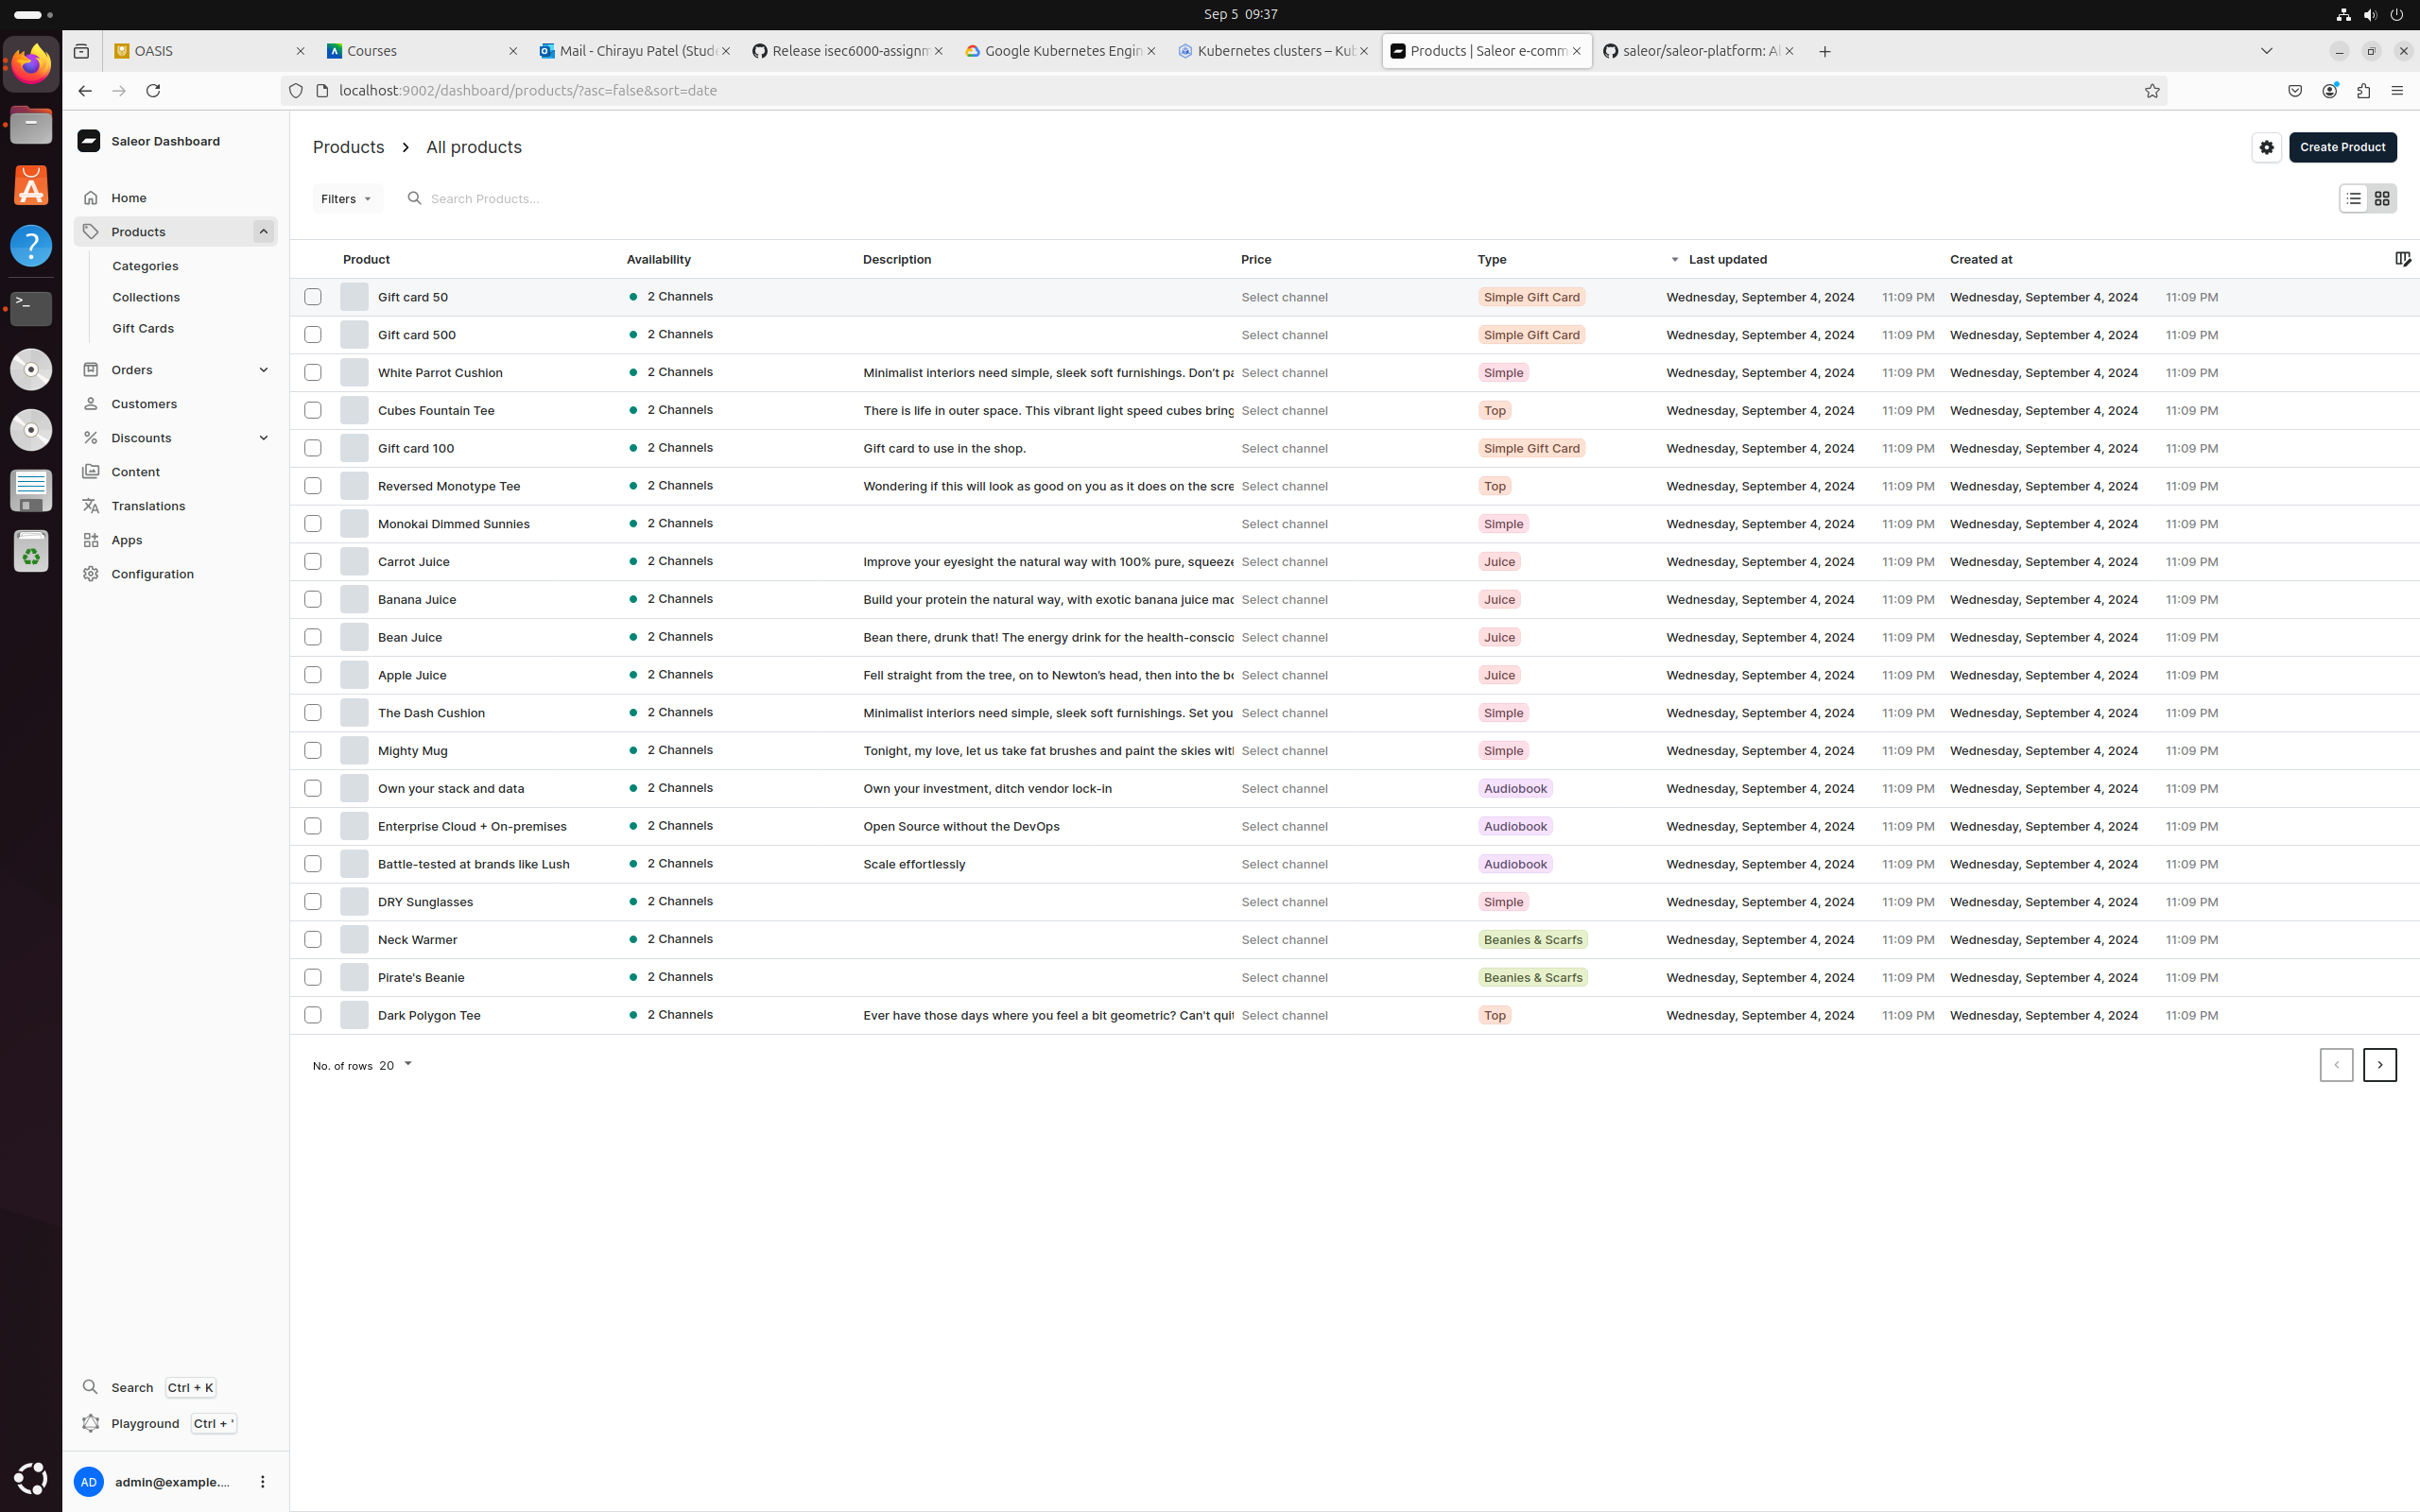 Sep 5 09:37
OASIS
Courses
Mail - Chirayu Patel (Stude
Release isec6000-assignm
Google Kubernetes Engin
Kubernetes clusters – Kub
Products | Saleor e-comm
saleor/saleor-platform: Al
localhost:9002/dashboard/products/?asc=false&sort=date
Saleor Dashboard
Home
Products
Categories
Collections
Gift Cards
Orders
Customers
Discounts
Content
Translations
Apps
Configuration
Search Ctrl + K
Playground Ctrl + '
AD admin@example....
Products All products
Create Product
Filters Search Products...
Product Availability Description Price Type Last updated Created at
Gift card 50 2 Channels Select channel Simple Gift Card Wednesday, September 4, 2024 11:09 PM Wednesday, September 4, 2024 11:09 PM
Gift card 500 2 Channels Select channel Simple Gift Card Wednesday, September 4, 2024 11:09 PM Wednesday, September 4, 2024 11:09 PM
White Parrot Cushion 2 Channels Minimalist interiors need simple, sleek soft furnishings. Don't pa Select channel Simple Wednesday, September 4, 2024 11:09 PM Wednesday, September 4, 2024 11:09 PM
Cubes Fountain Tee 2 Channels There is life in outer space. This vibrant light speed cubes bring Select channel Top Wednesday, September 4, 2024 11:09 PM Wednesday, September 4, 2024 11:09 PM
Gift card 100 2 Channels Gift card to use in the shop. Select channel Simple Gift Card Wednesday, September 4, 2024 11:09 PM Wednesday, September 4, 2024 11:09 PM
Reversed Monotype Tee 2 Channels Wondering if this will look as good on you as it does on the scre Select channel Top Wednesday, September 4, 2024 11:09 PM Wednesday, September 4, 2024 11:09 PM
Monokai Dimmed Sunnies 2 Channels Select channel Simple Wednesday, September 4, 2024 11:09 PM Wednesday, September 4, 2024 11:09 PM
Carrot Juice 2 Channels Improve your eyesight the natural way with 100% pure, squeeze Select channel Juice Wednesday, September 4, 2024 11:09 PM Wednesday, September 4, 2024 11:09 PM
Banana Juice 2 Channels Build your protein the natural way, with exotic banana juice mad Select channel Juice Wednesday, September 4, 2024 11:09 PM Wednesday, September 4, 2024 11:09 PM
Bean Juice 2 Channels Bean there, drunk that! The energy drink for the health-conscio Select channel Juice Wednesday, September 4, 2024 11:09 PM Wednesday, September 4, 2024 11:09 PM
Apple Juice 2 Channels Fell straight from the tree, on to Newton's head, then into the bo Select channel Juice Wednesday, September 4, 2024 11:09 PM Wednesday, September 4, 2024 11:09 PM
The Dash Cushion 2 Channels Minimalist interiors need simple, sleek soft furnishings. Set you Select channel Simple Wednesday, September 4, 2024 11:09 PM Wednesday, September 4, 2024 11:09 PM
Mighty Mug 2 Channels Tonight, my love, let us take fat brushes and paint the skies wit Select channel Simple Wednesday, September 4, 2024 11:09 PM Wednesday, September 4, 2024 11:09 PM
Own your stack and data 2 Channels Own your investment, ditch vendor lock-in Select channel Audiobook Wednesday, September 4, 2024 11:09 PM Wednesday, September 4, 2024 11:09 PM
Enterprise Cloud + On-premises 2 Channels Open Source without the DevOps Select channel Audiobook Wednesday, September 4, 2024 11:09 PM Wednesday, September 4, 2024 11:09 PM
Battle-tested at brands like Lush 2 Channels Scale effortlessly Select channel Audiobook Wednesday, September 4, 2024 11:09 PM Wednesday, September 4, 2024 11:09 PM
DRY Sunglasses 2 Channels Select channel Simple Wednesday, September 4, 2024 11:09 PM Wednesday, September 4, 2024 11:09 PM
Neck Warmer 2 Channels Select channel Beanies & Scarfs Wednesday, September 4, 2024 11:09 PM Wednesday, September 4, 2024 11:09 PM
Pirate's Beanie 2 Channels Select channel Beanies & Scarfs Wednesday, September 4, 2024 11:09 PM Wednesday, September 4, 2024 11:09 PM
Dark Polygon Tee 2 Channels Ever have those days where you feel a bit geometric? Can't quit Select channel Top Wednesday, September 4, 2024 11:09 PM Wednesday, September 4, 2024 11:09 PM
No. of rows 20